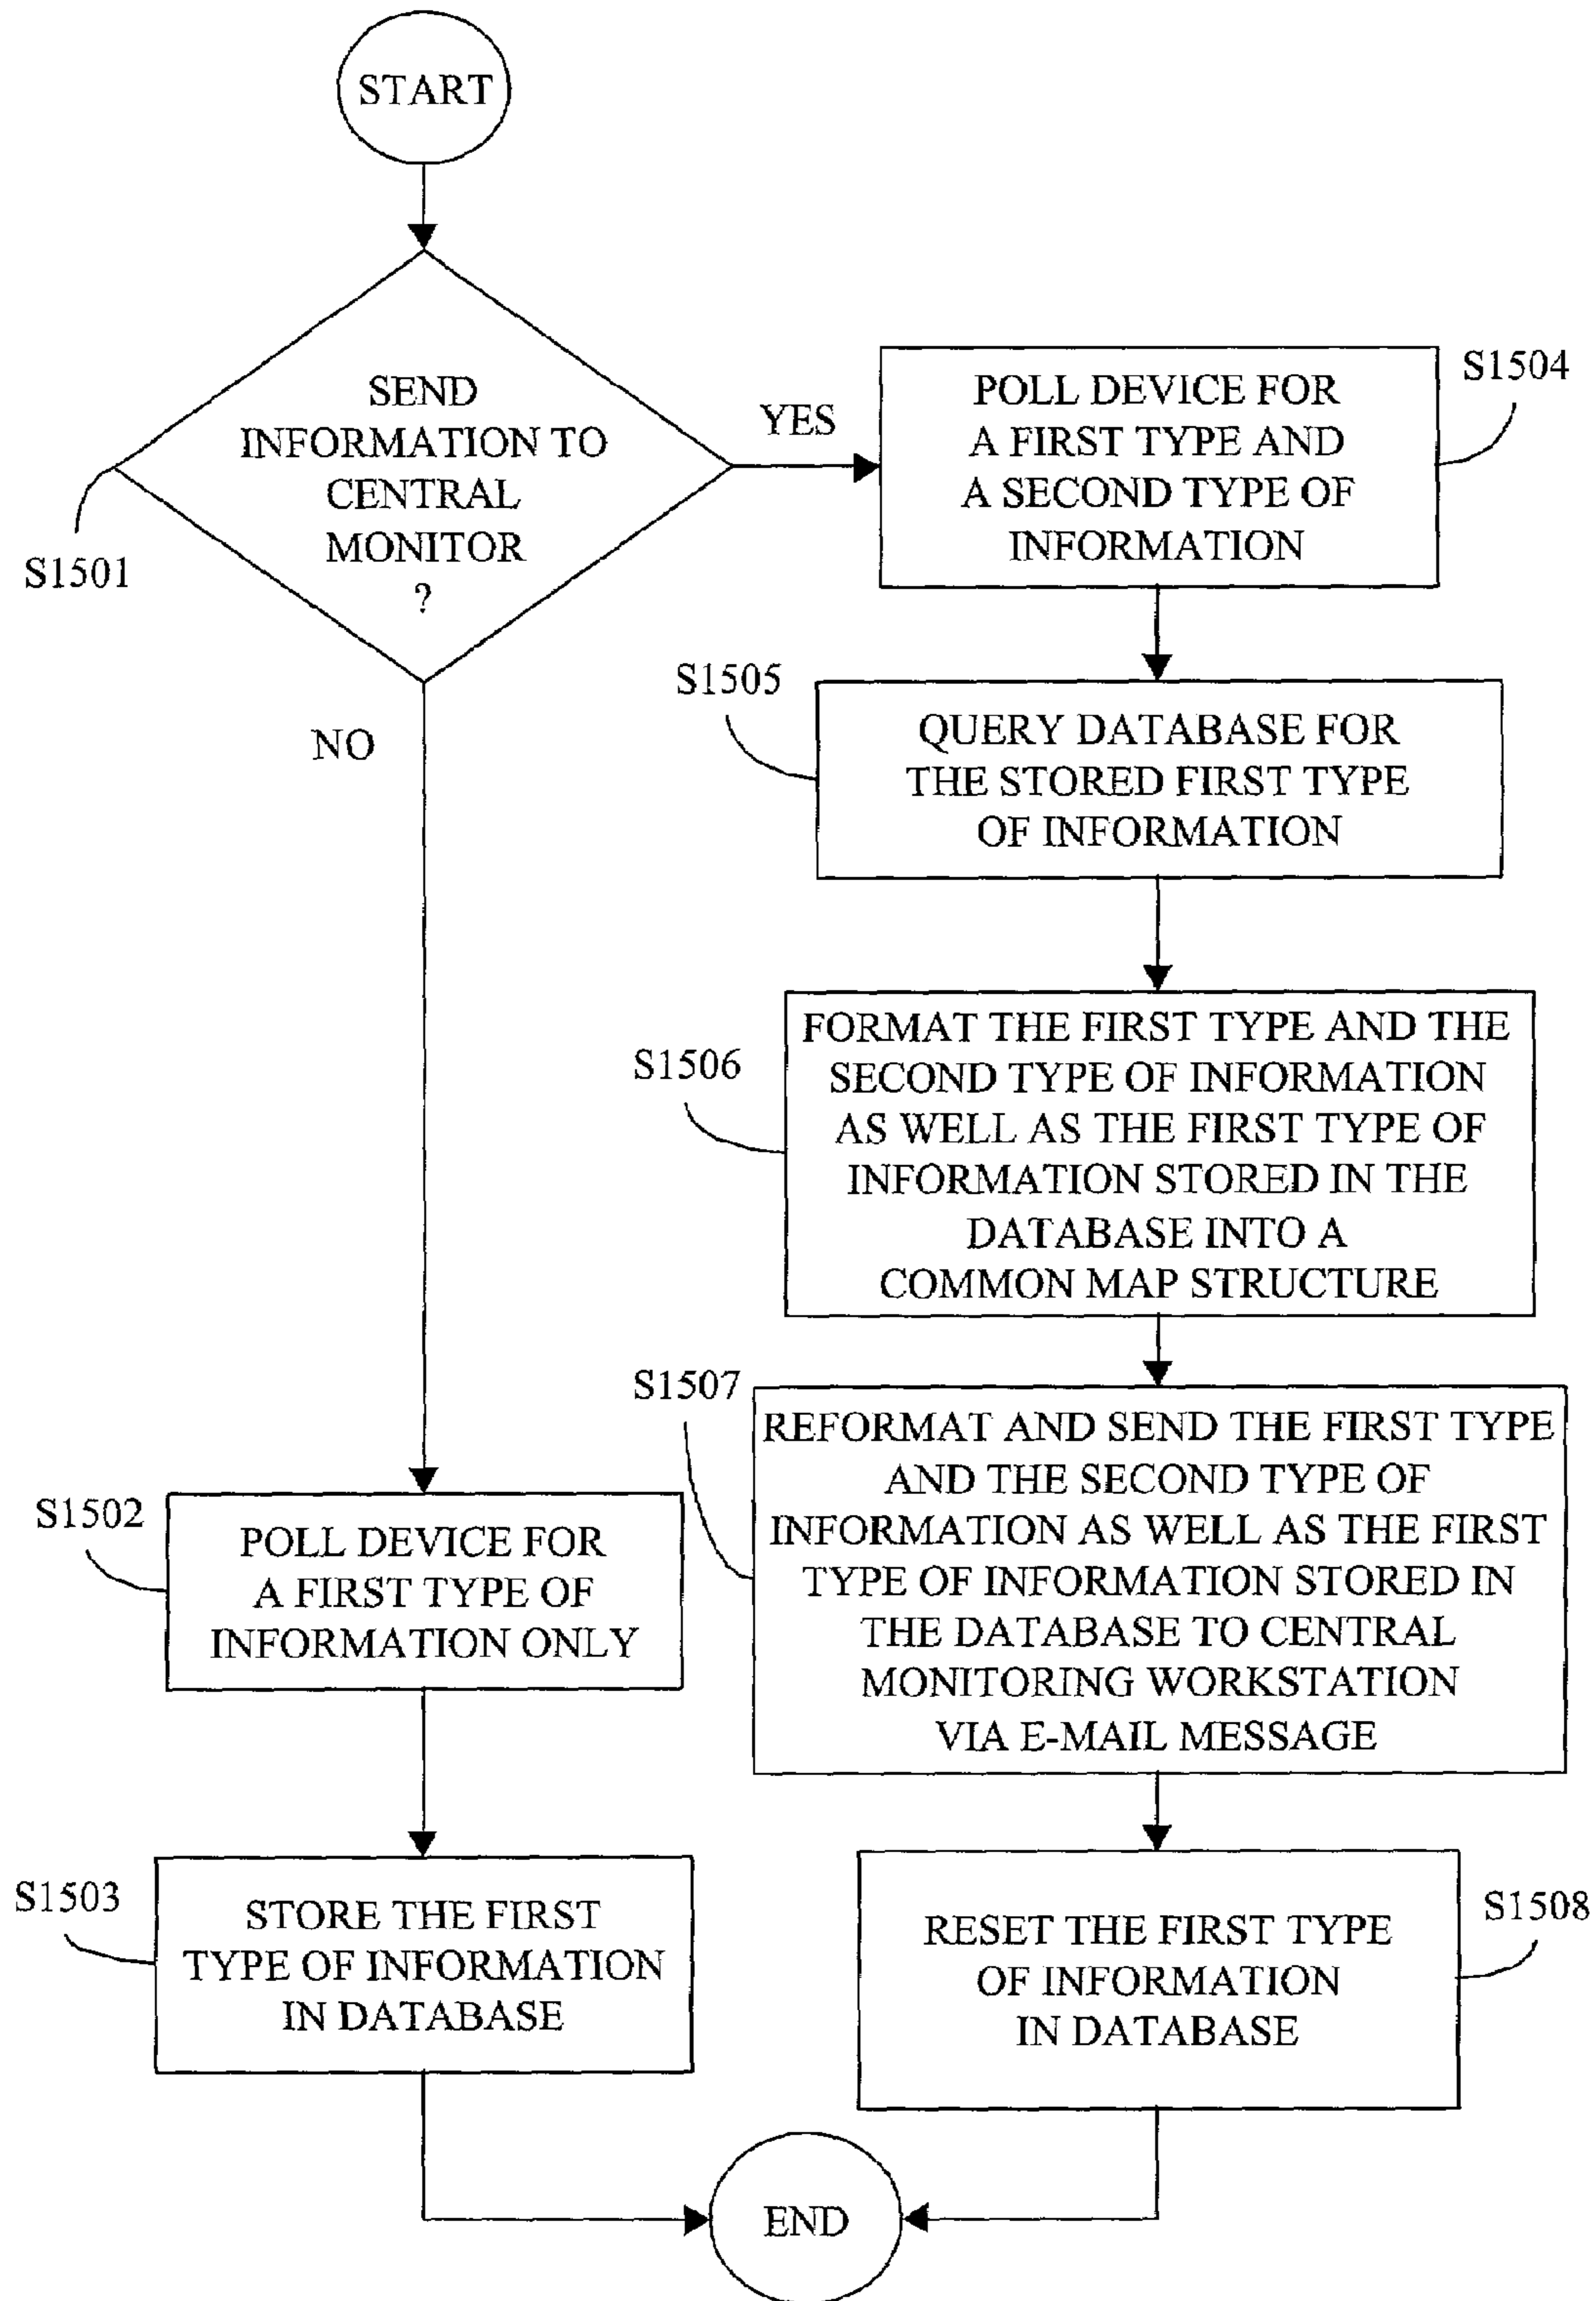 START
SEND
INFORMATION TO
CENTRAL
MONITOR
?
S1501
YES
POLL DEVICE FOR
A FIRST TYPE AND
A SECOND TYPE OF
INFORMATION
S1504
S1505
QUERY DATABASE FOR
THE STORED FIRST TYPE
OF INFORMATION
NO
S1506
FORMAT THE FIRST TYPE AND THE
SECOND TYPE OF INFORMATION
AS WELL AS THE FIRST TYPE OF
INFORMATION STORED IN THE
DATABASE INTO A
COMMON MAP STRUCTURE
S1507
REFORMAT AND SEND THE FIRST TYPE
AND THE SECOND TYPE OF
INFORMATION AS WELL AS THE FIRST
TYPE OF INFORMATION STORED IN
THE DATABASE TO CENTRAL
MONITORING WORKSTATION
VIA E-MAIL MESSAGE
S1502
POLL DEVICE FOR
A FIRST TYPE OF
INFORMATION ONLY
S1503
STORE THE FIRST
TYPE OF INFORMATION
IN DATABASE
RESET THE FIRST TYPE
OF INFORMATION
IN DATABASE
S1508
END